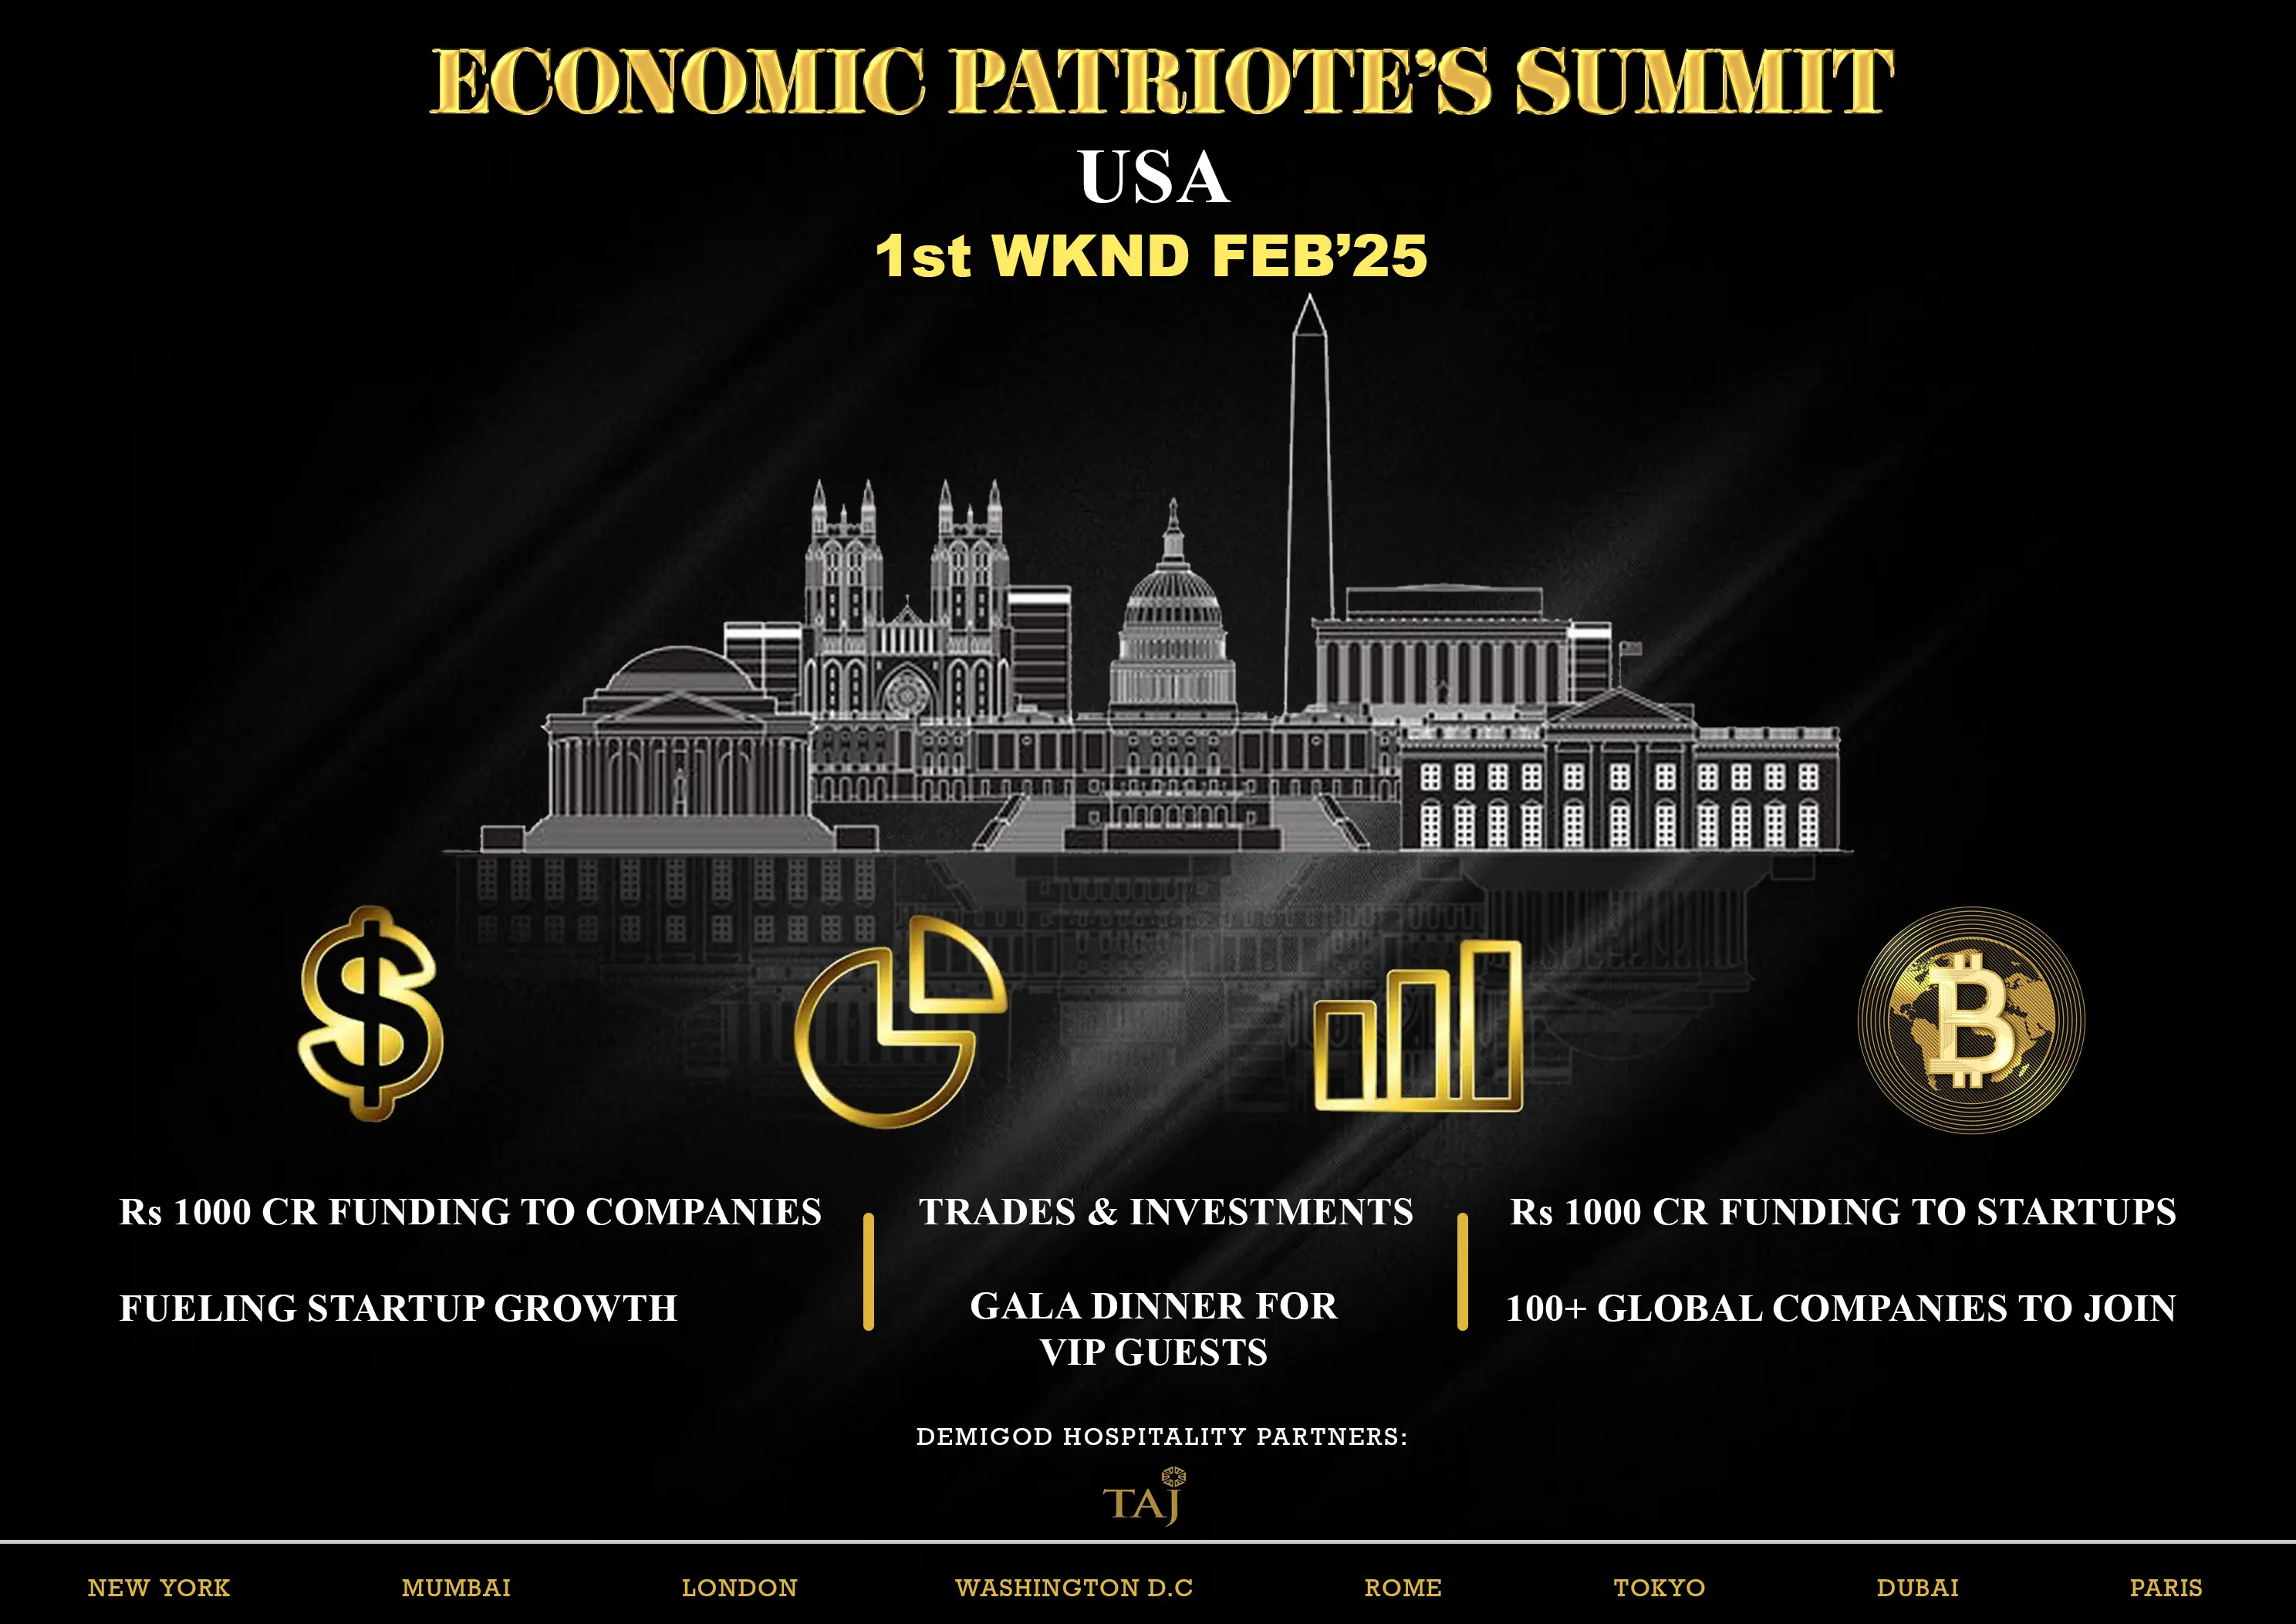 ECONOMIC PATRIOTE'S SUMMIT
USA
1st WKND FEB'25
Rs 1000 CR FUNDING TO COMPANIES
FUELING STARTUP GROWTH
TRADES & INVESTMENTS
GALA DINNER FOR
VIP GUESTS
Rs 1000 CR FUNDING TO STARTUPS
100+ GLOBAL COMPANIES TO JOIN
DEMIGOD HOSPITALITY PARTNERS:
TAJ
NEW YORK MUMBAI LONDON WASHINGTON D.C ROME TOKYO DUBAI PARIS